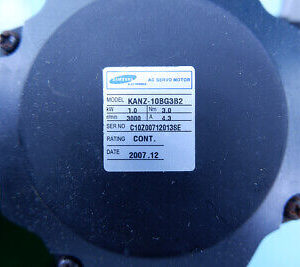 SAMSUNG AC SERVO MOTOR
ELECTRONICS
MODEL KANZ-10BG3B2
kW 1.0 Nm 3.0
r/min 3000 A 4.3
SER NO C10Z00712013SE
RATING CONT.
DATE 2007.12